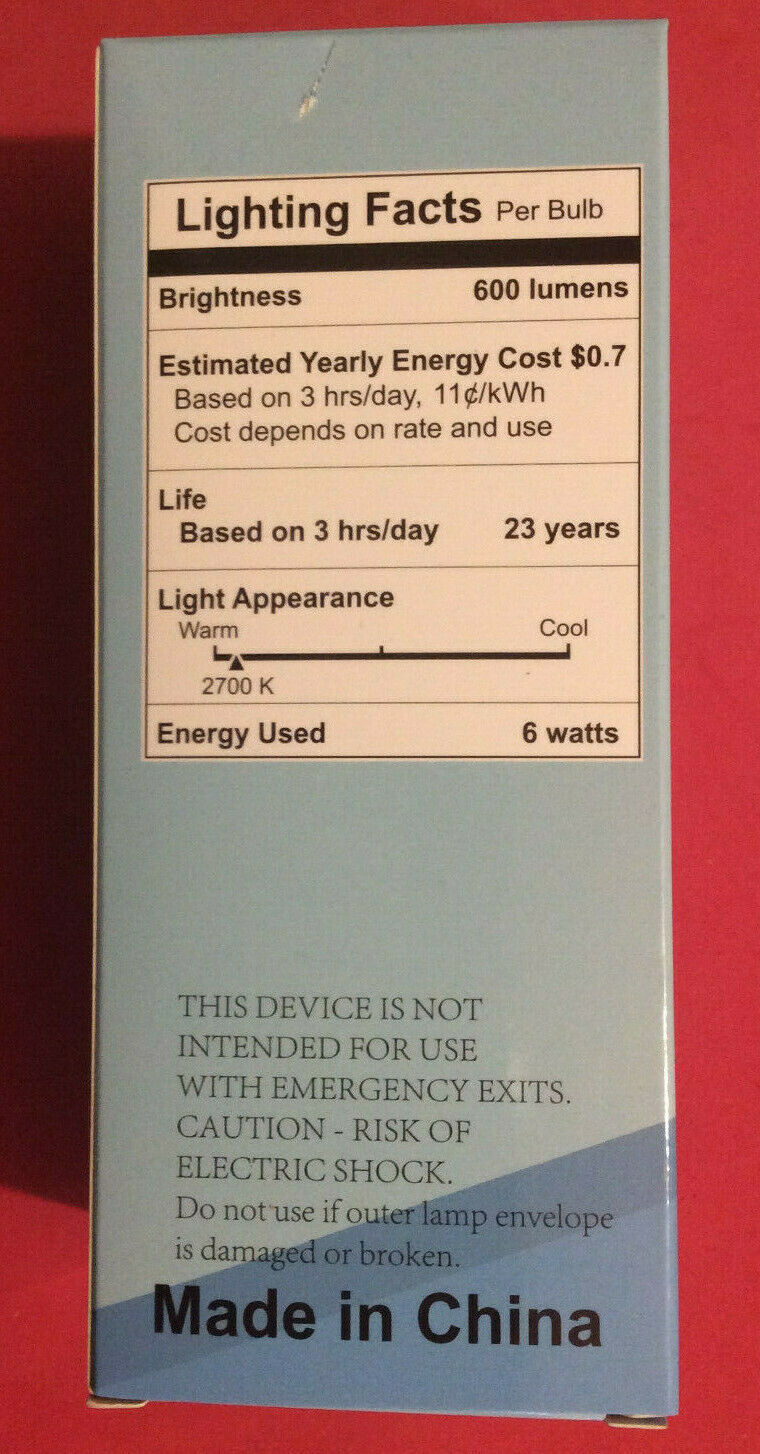 Lighting Facts Per Bulb
Brightness 600 lumens
Estimated Yearly Energy Cost $0.7
Based on 3 hrs/day, 11¢/kWh
Cost depends on rate and use
Life
Based on 3 hrs/day 23 years
Light Appearance
Warm Cool
2700 K
Energy Used 6 watts
THIS DEVICE IS NOT
INTENDED FOR USE
WITH EMERGENCY EXITS.
CAUTION - RISK OF
ELECTRIC SHOCK.
Do not use if outer lamp envelope
is damaged or broken.
Made in China